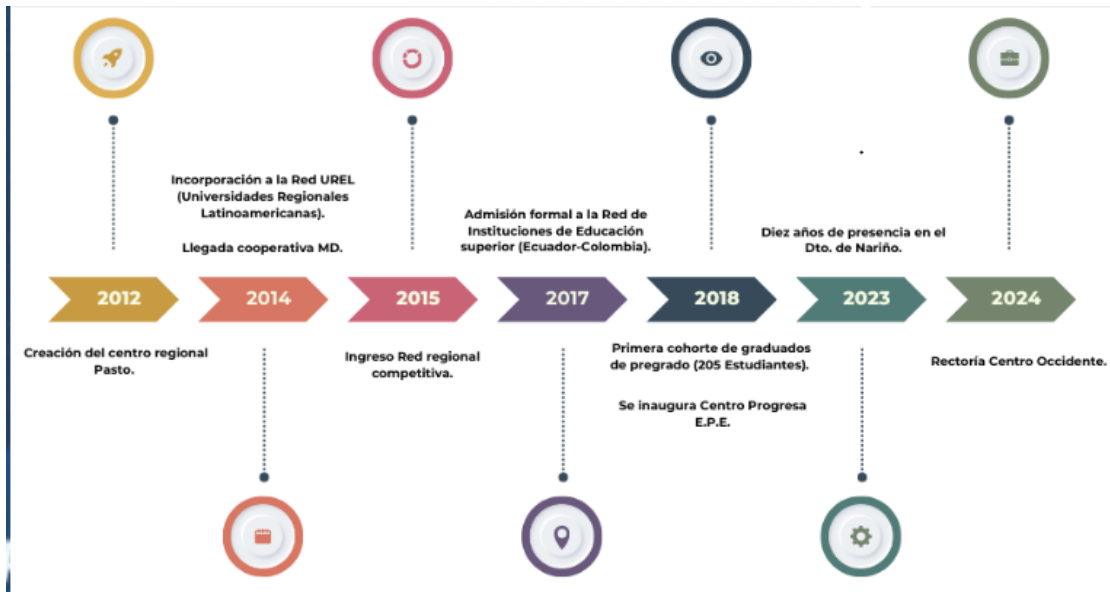 2012
Creación del centro regional
Pasto.
Incorporación a la Red UREL
(Universidades Regionales
Latinoamericanas).
Llegada cooperativa MD.
2014
2015
Ingreso Red regional
competitiva.
Admisión formal a la Red de
Instituciones de Educación
superior (Ecuador-Colombia).
2017
2018
Primera cohorte de graduados
de pregrado (205 Estudiantes).
Se inaugura Centro Progresa
E.P.E.
Diez años de presencia en el
Dto. de Nariño.
2023
2024
Rectoría Centro Occidente.